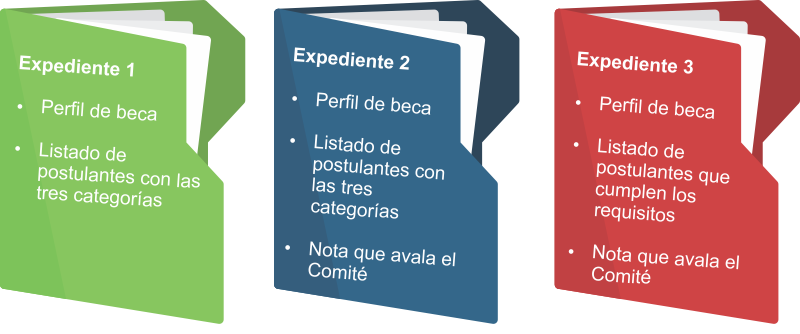 Expediente 1
• Perfil de beca
• Listado de
postulantes con las
tres categorías
Expediente 2
• Perfil de beca
• Listado de
postulantes con
las tres
categorías
• Nota que avala el
Comité
Expediente 3
• Perfil de beca
• Listado de
postulantes que
cumplen los
requisitos
• Nota que avala el
Comité